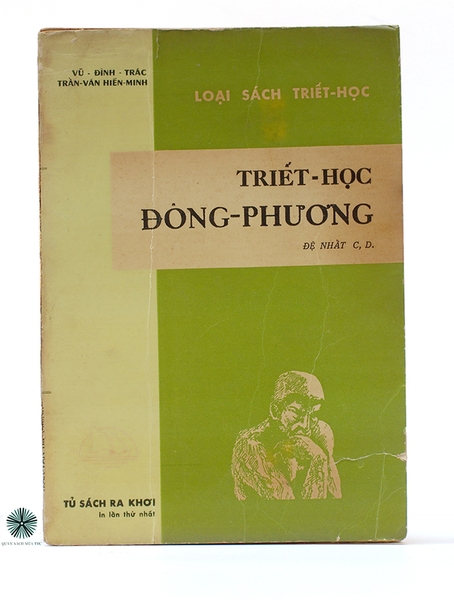 VŨ - ĐÌNH - TRÁC
TRẦN-VĂN HIẾN-MINH
LOẠI SÁCH TRIẾT-HỌC
TRIẾT-HỌC
ĐÔNG-PHƯƠNG
ĐỆ NHẤT C, D.
TỦ SÁCH RA KHƠI
In lần thứ nhất